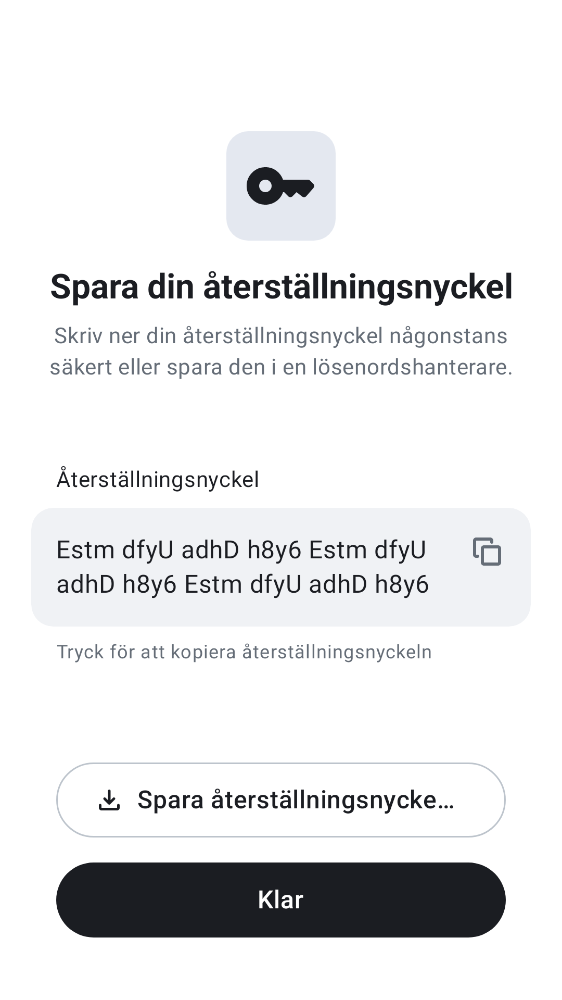 Spara din återställningsnyckel
Skriv ner din återställningsnyckel någonstans
säkert eller spara den i en lösenordshanterare.
Återställningsnyckel
Estm dfyU adhD h8y6 Estm dfyU
adhD h8y6 Estm dfyU adhD h8y6
Tryck för att kopiera återställningsnyckeln
Spara återställningsnycke…
Klar